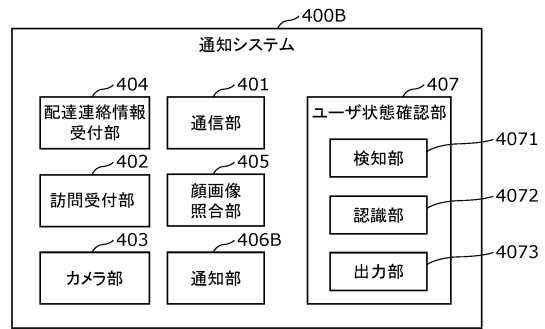 400B
通知システム
404
配達連絡情報
受付部
401
通信部
402
訪問受付部
405
顔画像
照合部
403
カメラ部
406B
通知部
407
ユーザ状態確認部
4071
検知部
4072
認識部
4073
出力部